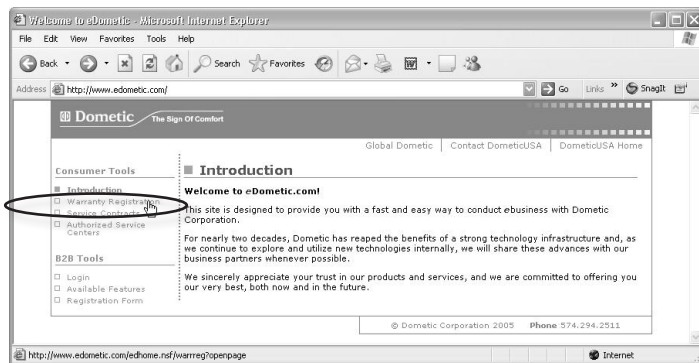 Welcome to eDometic - Microsoft Internet Explorer
File Edit View Favorites Tools Help
Back Search Favorites
Address http://www.edometic.com/ Go Links » SnagIt
Dometic The Sign Of Comfort
Global Dometic Contact DometicUSA DometicUSA Home
Consumer Tools
Introduction
Warranty Registration
Service Contracts
Authorized Service
Centers
B2B Tools
Login
Available Features
Registration Form
Introduction
Welcome to eDometic.com!
This site is designed to provide you with a fast and easy way to conduct ebusiness with Dometic
Corporation.
For nearly two decades, Dometic has reaped the benefits of a strong technology infrastructure and, as
we continue to explore and utilize new technologies internally, we will share these advances with our
business partners whenever possible.
We sincerely appreciate your trust in our products and services, and we are committed to offering you
our very best, both now and in the future.
© Dometic Corporation 2005 Phone 574.294.2511
http://www.edometic.com/edhome.nsf/warrreg?openpage Internet